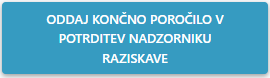 ODDAJ KONČNO POROČILO V
POTRDITEV NADZORNIKU
RAZISKAVE